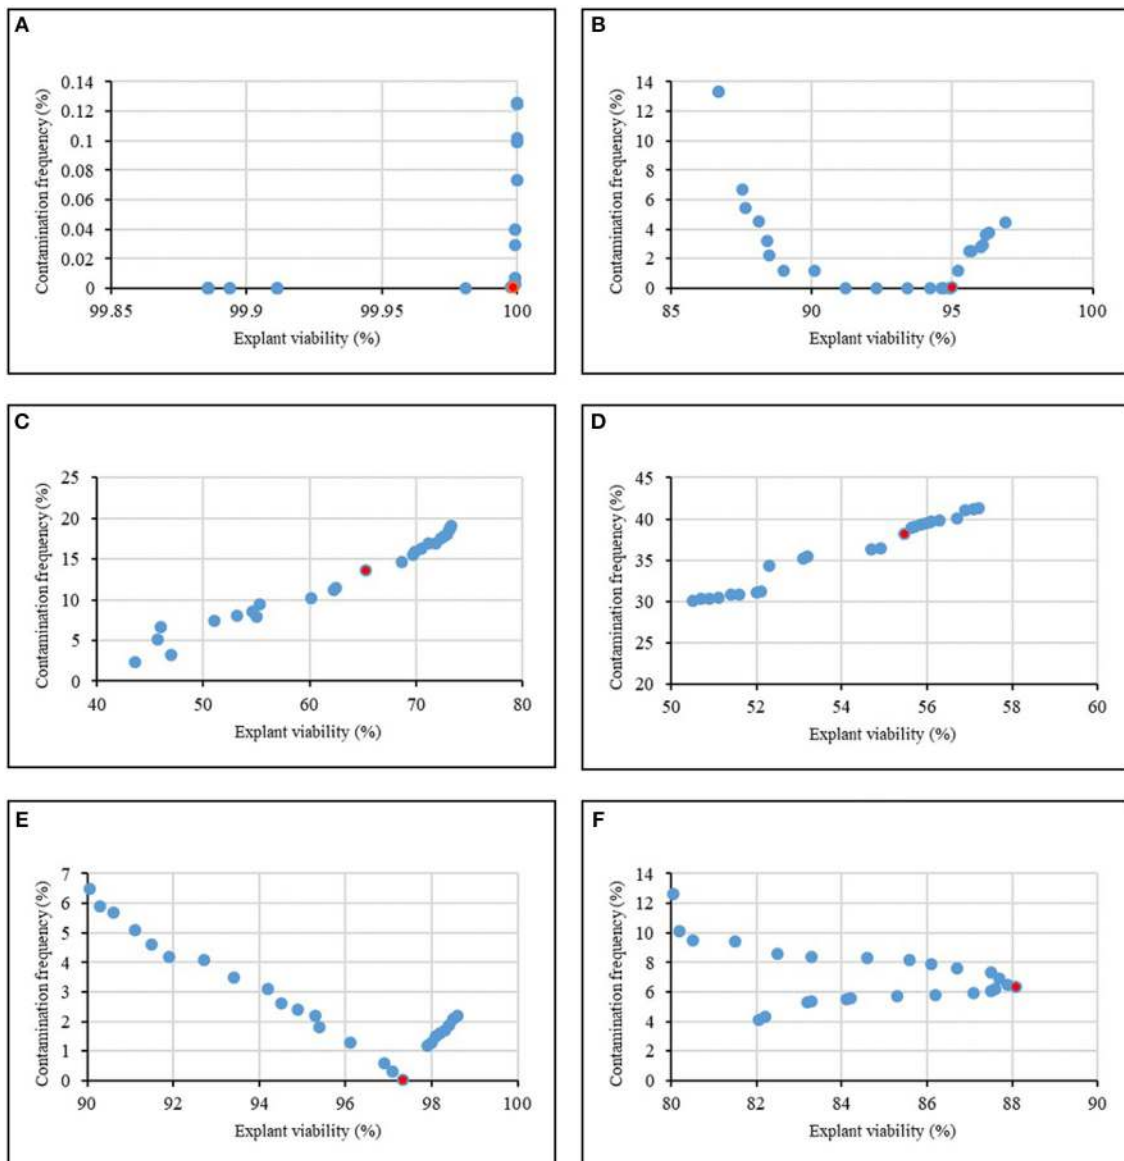 A
Contamination frequency (%)
0.14
0.12
0.1
0.08
0.06
0.04
0.02
0
99.85 99.9 99.95 100
Explant viability (%)
B
Contamination frequency (%)
14
12
10
8
6
4
2
0
85 90 95 100
Explant viability (%)
C
Contamination frequency (%)
25
20
15
10
5
0
40 50 60 70 80
Explant viability (%)
D
Contamination frequency (%)
45
40
35
30
25
20
50 52 54 56 58 60
Explant viability (%)
E
Contamination frequency (%)
7
6
5
4
3
2
1
0
90 92 94 96 98 100
Explant viability (%)
F
Contamination frequency (%)
14
12
10
8
6
4
2
0
80 82 84 86 88 90
Explant viability (%)